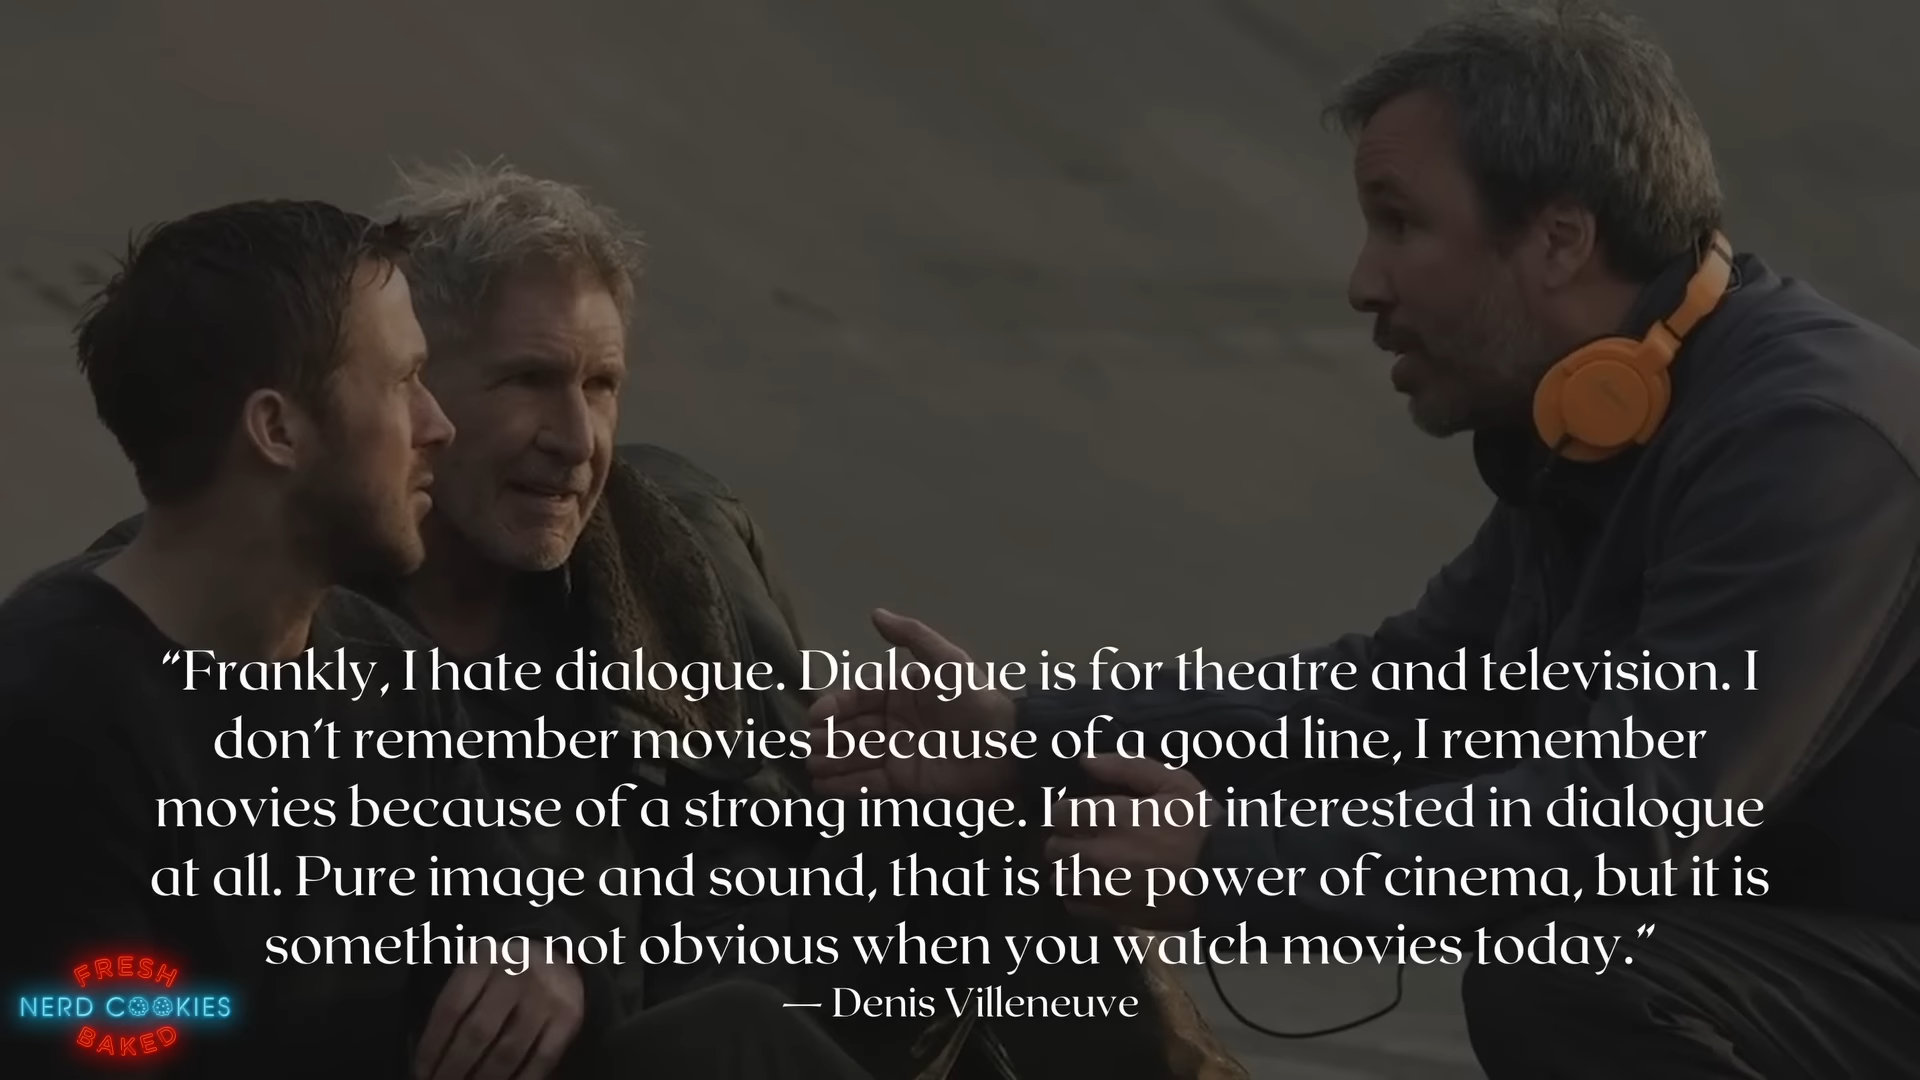 “Frankly, I hate dialogue. Dialogue is for theatre and television. I
don’t remember movies because of a good line, I remember
movies because of a strong image. I’m not interested in dialogue
at all. Pure image and sound, that is the power of cinema, but it is
something not obvious when you watch movies today.”
— Denis Villeneuve
FRESH
NERD COOKIES
BAKED